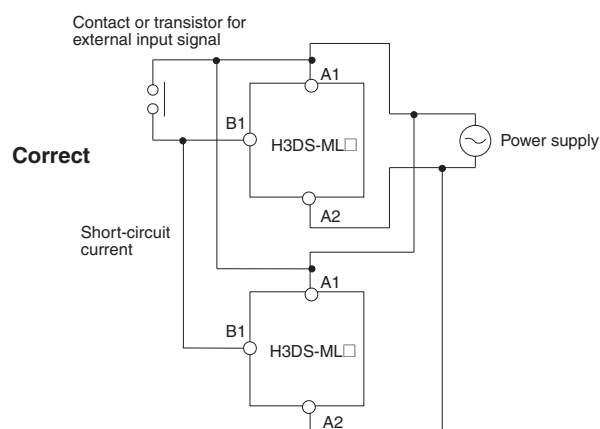 Contact or transistor for
external input signal
A1
B1
H3DS-ML□
Power supply
Correct
A2
Short-circuit
current
A1
B1
H3DS-ML□
A2